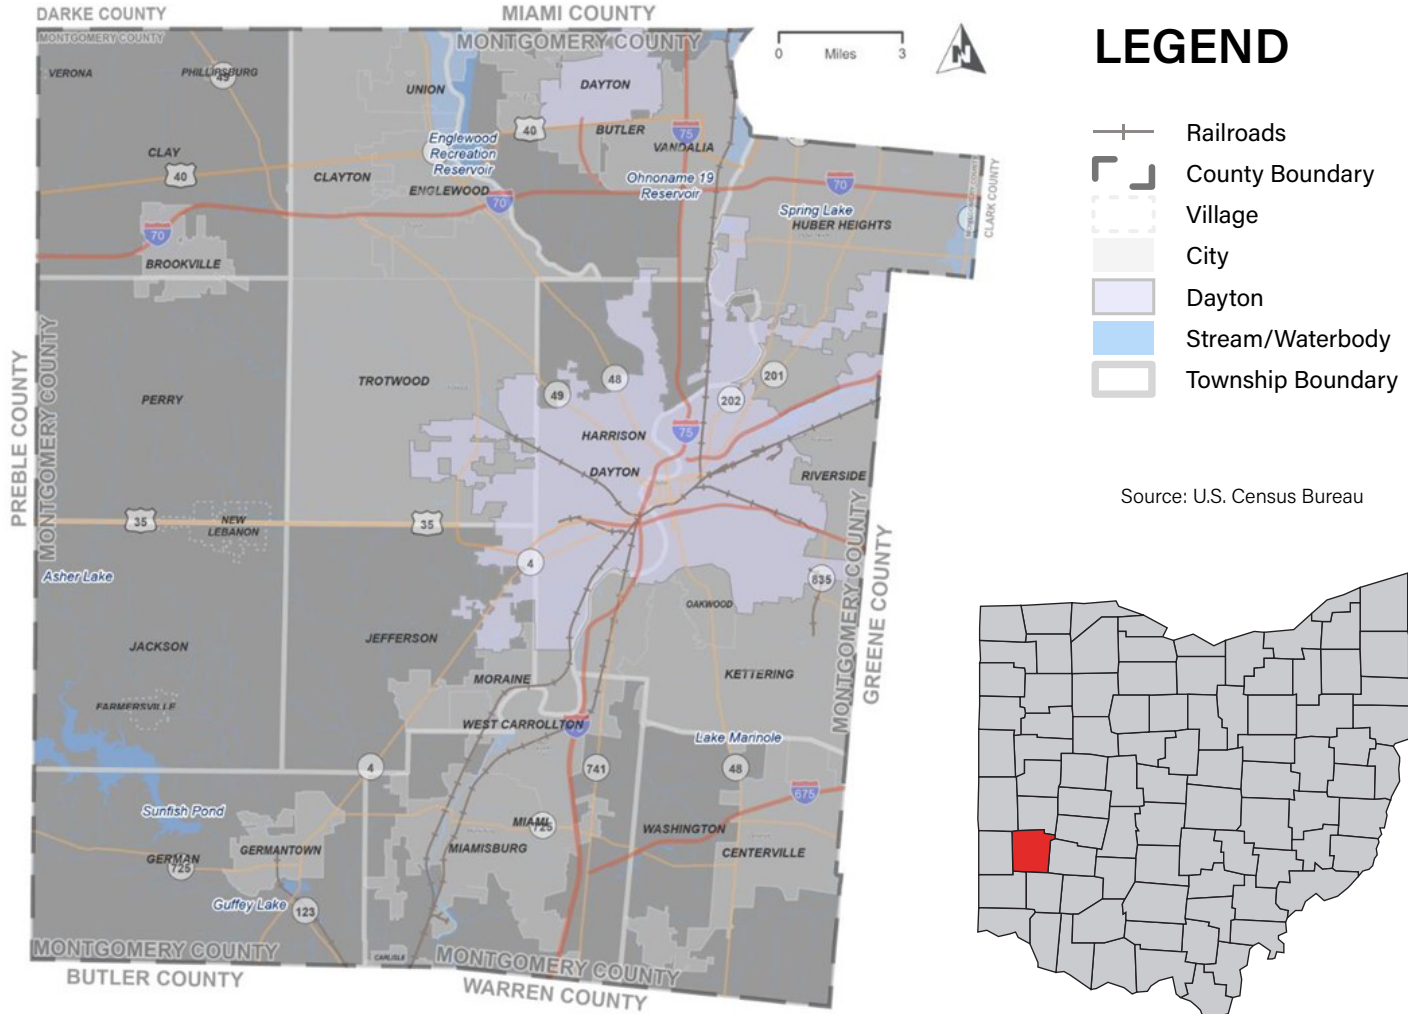 DARKE COUNTY
MIAMI COUNTY
MONTGOMERY COUNTY
MONTGOMERY COUNTY
0 Miles 3
N
LEGEND
Railroads
County Boundary
Village
City
Dayton
Stream/Waterbody
Township Boundary
Source: U.S. Census Bureau
VERONA
PHILLIPSBURG
49
UNION
DAYTON
40
BUTLER
75
VANDALIA
Englewood
Recreation
Reservoir
CLAY
40
CLAYTON
ENGLEWOOD
70
Ohnoname 19
Reservoir
70
Spring Lake
HUBER HEIGHTS
CLARK COUNTY
70
BROOKVILLE
PREBLE COUNTY
MONTGOMERY COUNTY
PERRY
TROTWOOD
49
48
201
202
75
HARRISON
DAYTON
RIVERSIDE
35
NEW
LEBANON
35
4
835
Asher Lake
OAKWOOD
MONTGOMERY COUNTY
GREENE COUNTY
JACKSON
JEFFERSON
MORAINE
KETTERING
FARMERSVILLE
WEST CARROLLTON
Lake Marinole
4
741
48
675
Sunfish Pond
MIAMI
725
WASHINGTON
GERMAN
725
GERMANTOWN
MIAMISBURG
CENTERVILLE
Guffey Lake
123
CARLISLE
MONTGOMERY COUNTY
MONTGOMERY COUNTY
BUTLER COUNTY
WARREN COUNTY